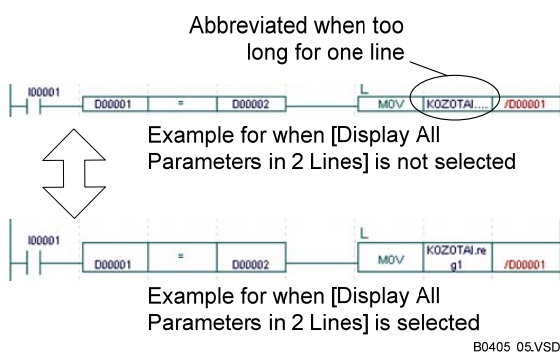 Abbreviated when too
long for one line
I00001
L
D00001 = D00002 MOV KOZOTAI.... /D00001
Example for when [Display All
Parameters in 2 Lines] is not selected
I00001
L
D00001 = D00002 MOV KOZOTAI.re /D00001
g1
Example for when [Display All
Parameters in 2 Lines] is selected
B0405_05.VSD